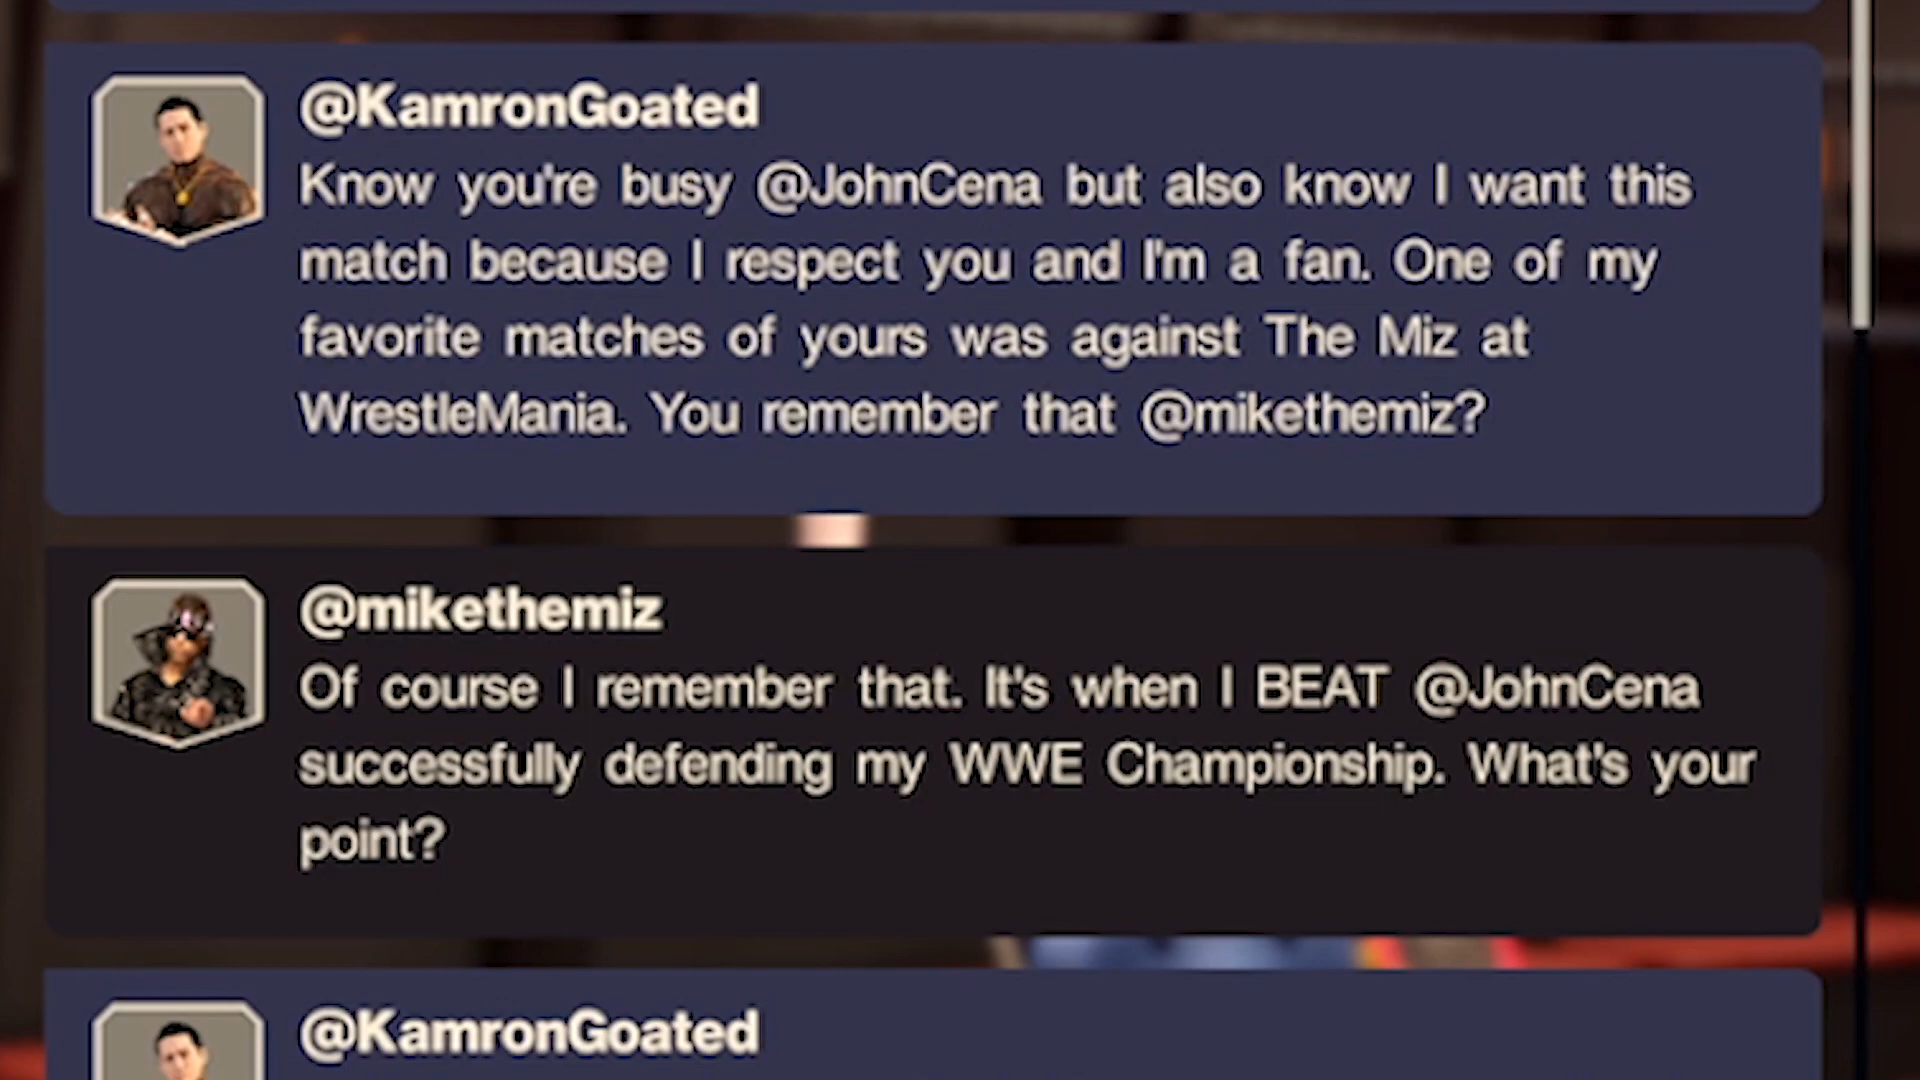 @KamronGoated
Know you're busy @JohnCena but also know I want this
match because I respect you and I'm a fan. One of my
favorite matches of yours was against The Miz at
WrestleMania. You remember that @mikethemiz?
@mikethemiz
Of course I remember that. It's when I BEAT @JohnCena
successfully defending my WWE Championship. What's your
point?
@KamronGoated